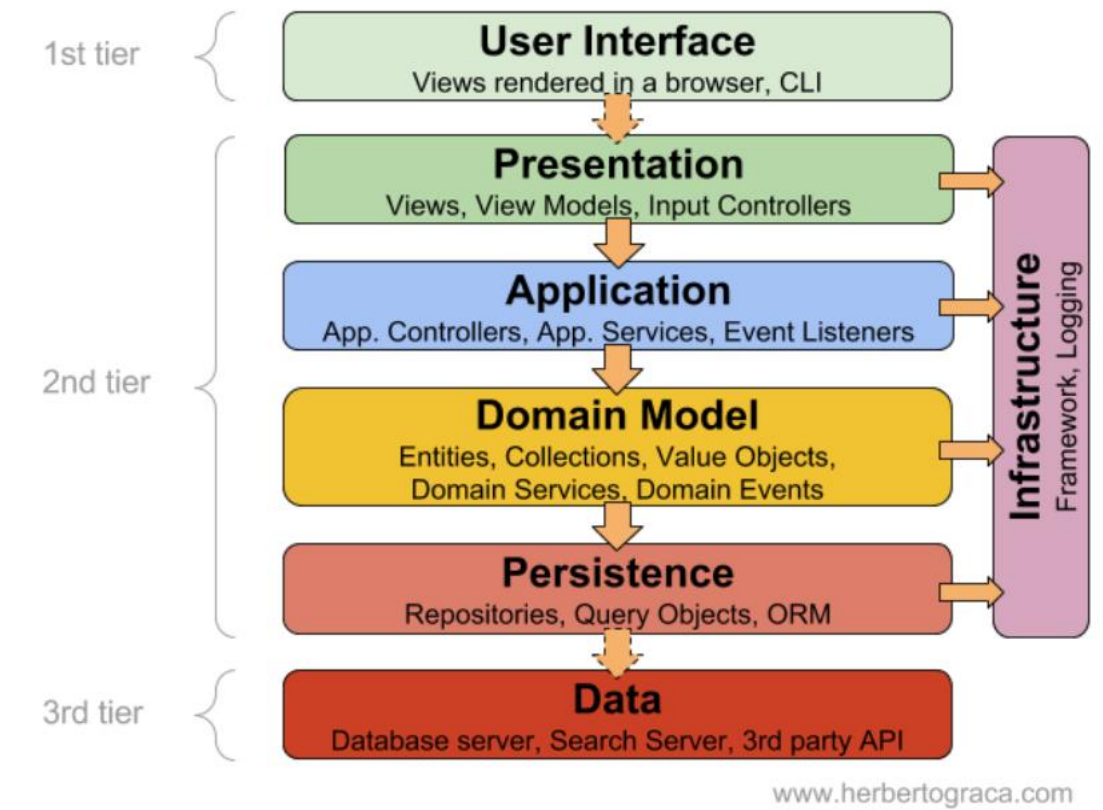 1st tier
User Interface
Views rendered in a browser, CLI
2nd tier
Presentation
Views, View Models, Input Controllers
Application
App. Controllers, App. Services, Event Listeners
Domain Model
Entities, Collections, Value Objects,
Domain Services, Domain Events
Persistence
Repositories, Query Objects, ORM
Infrastructure
Framework, Logging
3rd tier
Data
Database server, Search Server, 3rd party API
www.herbertograca.com